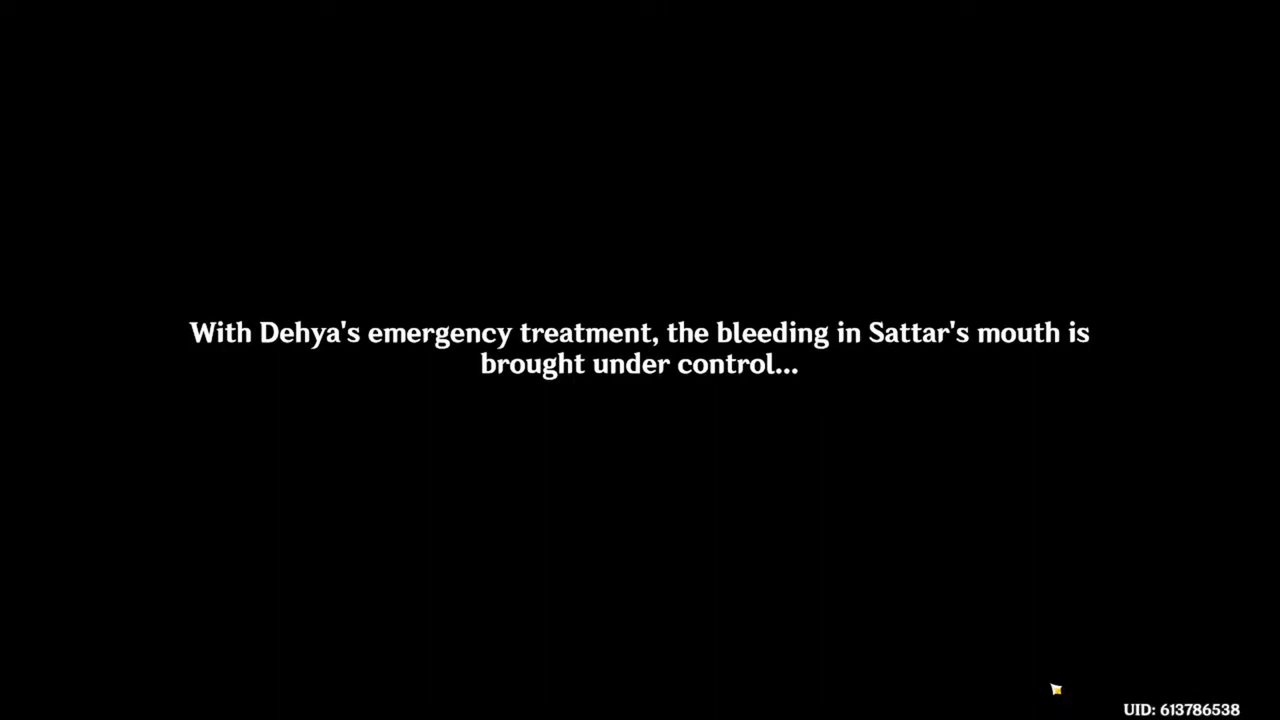 With Dehya's emergency treatment, the bleeding in Sattar's mouth is
brought under control...
UID: 613786538